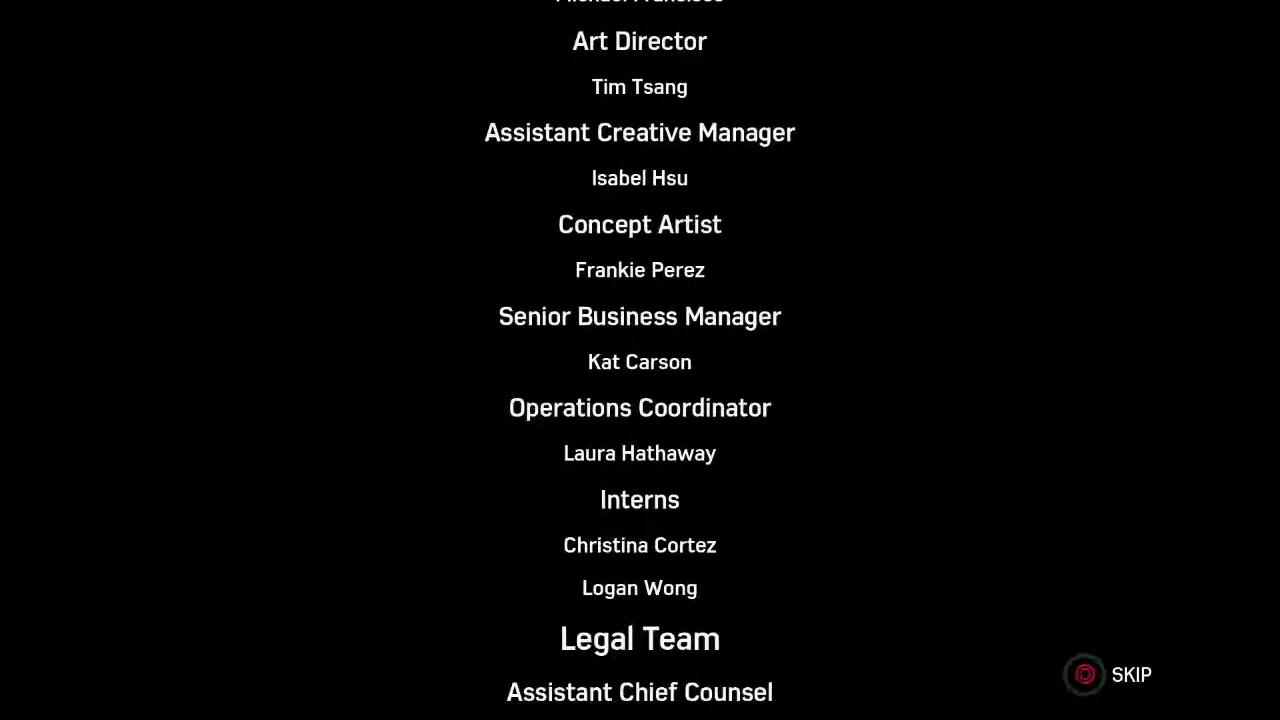 Art Director
Tim Tsang
Assistant Creative Manager
Isabel Hsu
Concept Artist
Frankie Perez
Senior Business Manager
Kat Carson
Operations Coordinator
Laura Hathaway
Interns
Christina Cortez
Logan Wong
Legal Team
Assistant Chief Counsel
SKIP